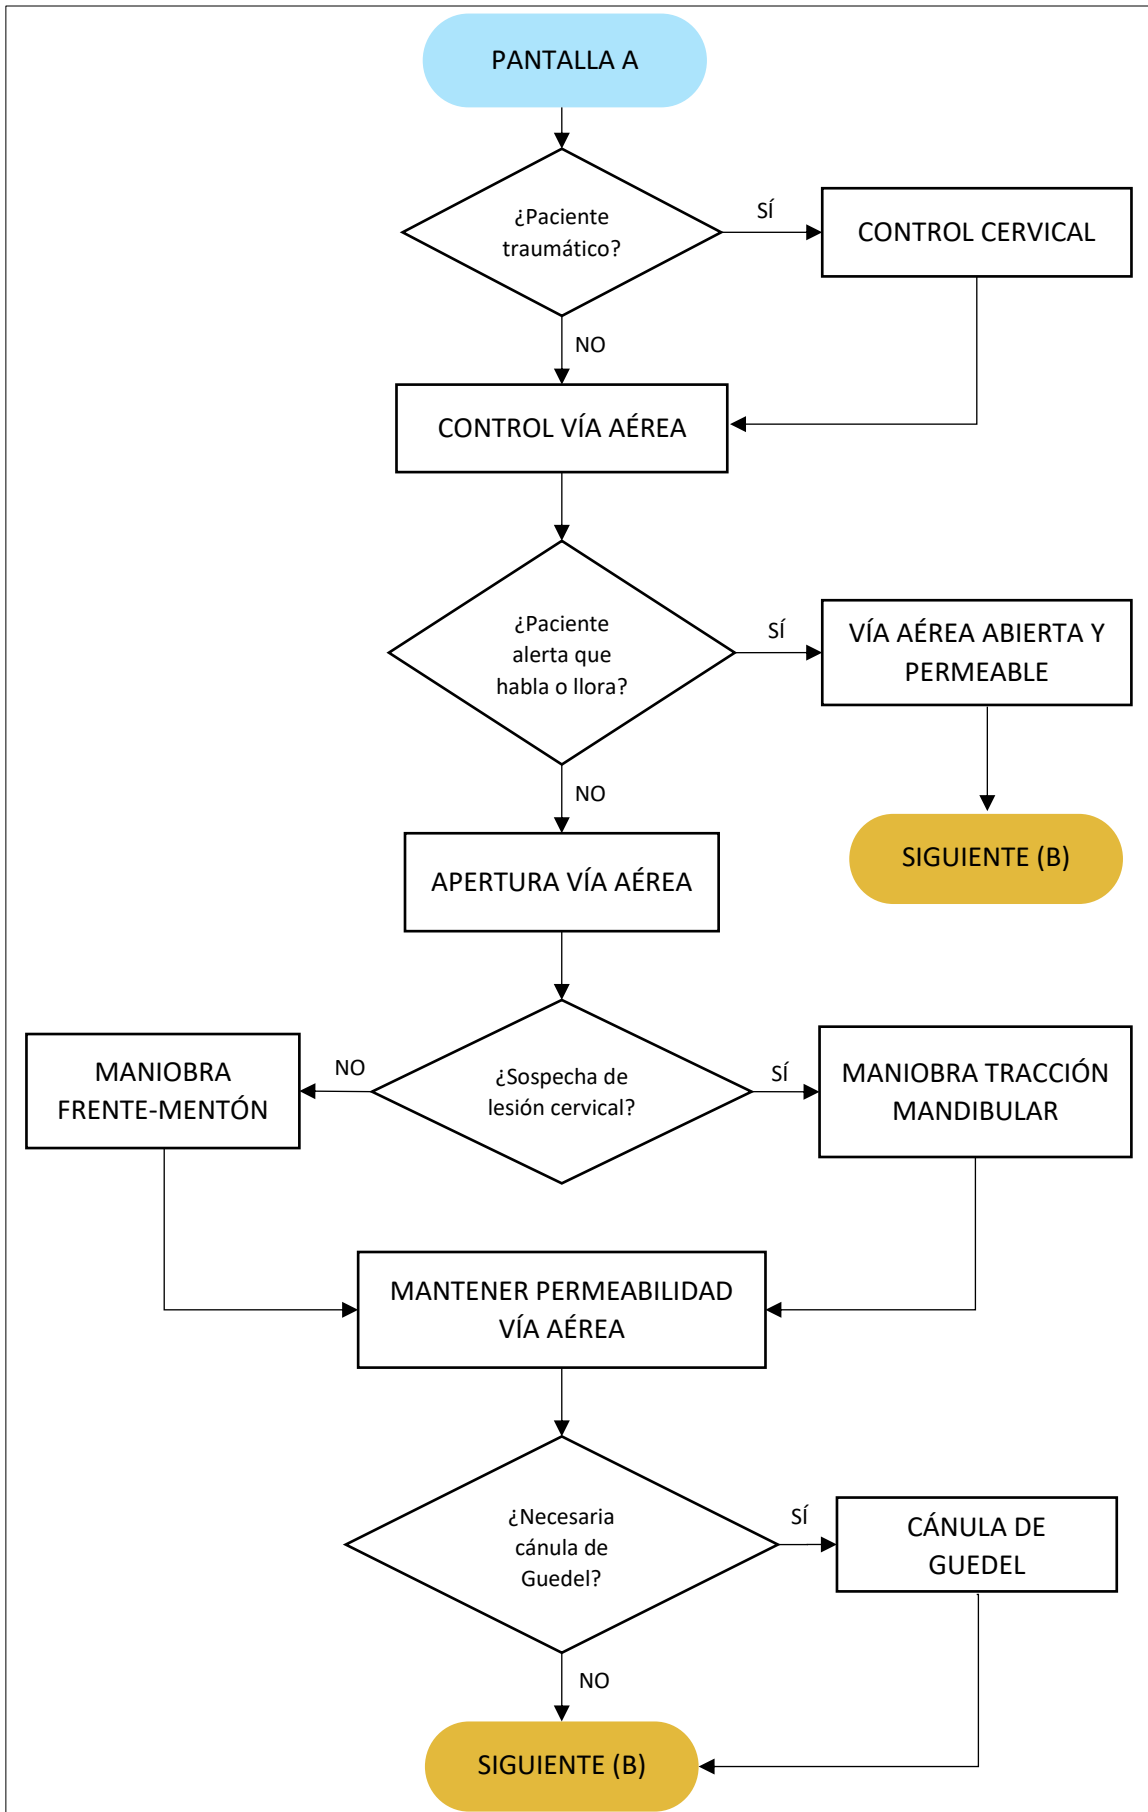 PANTALLA A
¿Paciente
traumático?
SÍ
CONTROL CERVICAL
NO
CONTROL VÍA AÉREA
¿Paciente
alerta que
habla o llora?
SÍ
VÍA AÉREA ABIERTA Y
PERMEABLE
NO
SIGUIENTE (B)
APERTURA VÍA AÉREA
MANIOBRA
FRENTE-MENTÓN
NO
¿Sospecha de
lesión cervical?
SÍ
MANIOBRA TRACCIÓN
MANDIBULAR
MANTENER PERMEABILIDAD
VÍA AÉREA
¿Necesaria
cánula de
Guedel?
SÍ
CÁNULA DE
GUEDEL
NO
SIGUIENTE (B)